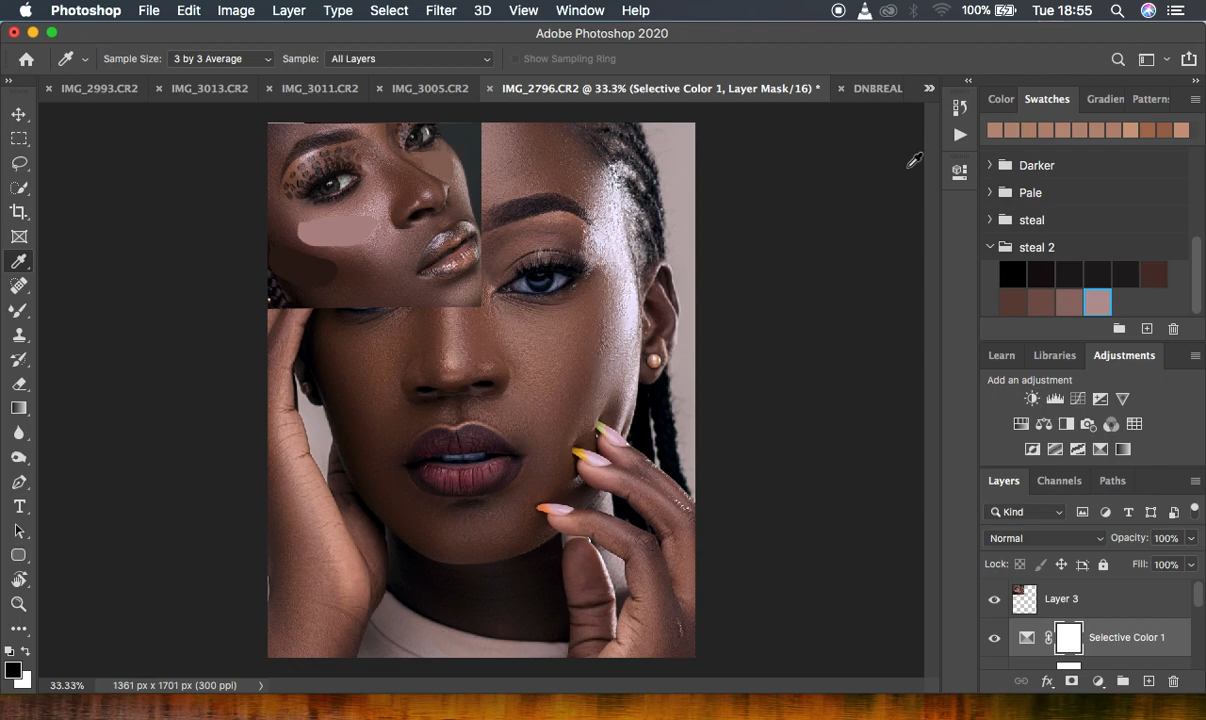 Photoshop File Edit Image Layer Type Select Filter 3D View Window Help 100% Tue 18:55
Adobe Photoshop 2020
Sample Size: 3 by 3 Average Sample: All Layers Show Sampling Ring
IMG_2993.CR2 IMG_3013.CR2 IMG_3011.CR2 IMG_3005.CR2 IMG_2796.CR2 @ 33.3% (Selective Color 1, Layer Mask/16) * DNBREAL
Color Swatches Gradien Patterns
Darker
Pale
steal
steal 2
Learn Libraries Adjustments
Add an adjustment
Layers Channels Paths
Kind
Normal Opacity: 100%
Lock: Fill: 100%
Layer 3
Selective Color 1
33.33% 1361 px x 1701 px (300 ppi)